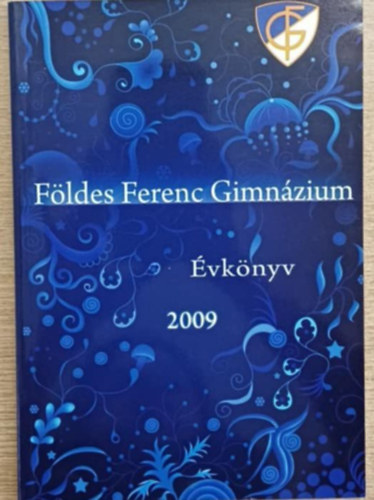 Földes Ferenc Gimnázium
Évkönyv
2009